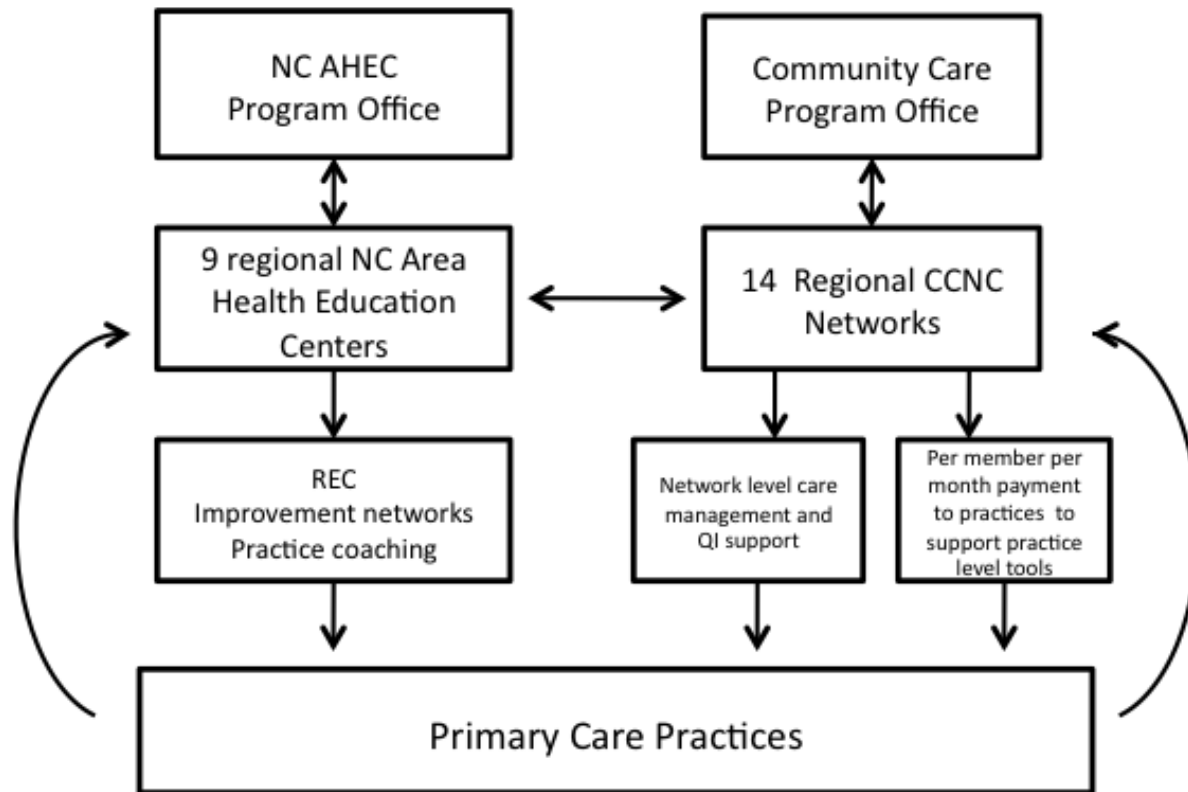 NC AHEC
Program Office
Community Care
Program Office
9 regional NC Area
Health Education
Centers
14 Regional CCNC
Networks
REC
Improvement networks
Practice coaching
Network level care
management and
QI support
Per member per
month payment
to practices to
support practice
level tools
Primary Care Practices